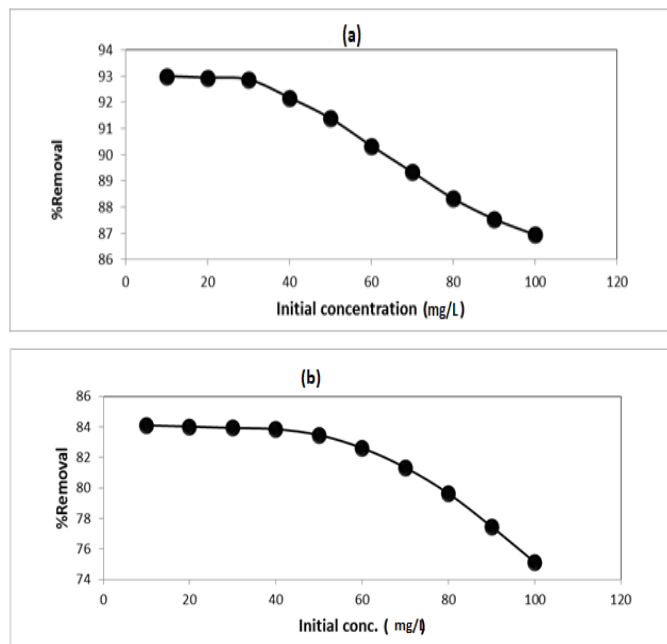 (a)
94
93
92
91
90
89
88
87
86
%Removal
0 20 40 60 80 100 120
Initial concentration (mg/L)
(b)
86
84
82
80
78
76
74
%Removal
0 20 40 60 80 100 120
Initial conc. ( mg/l)